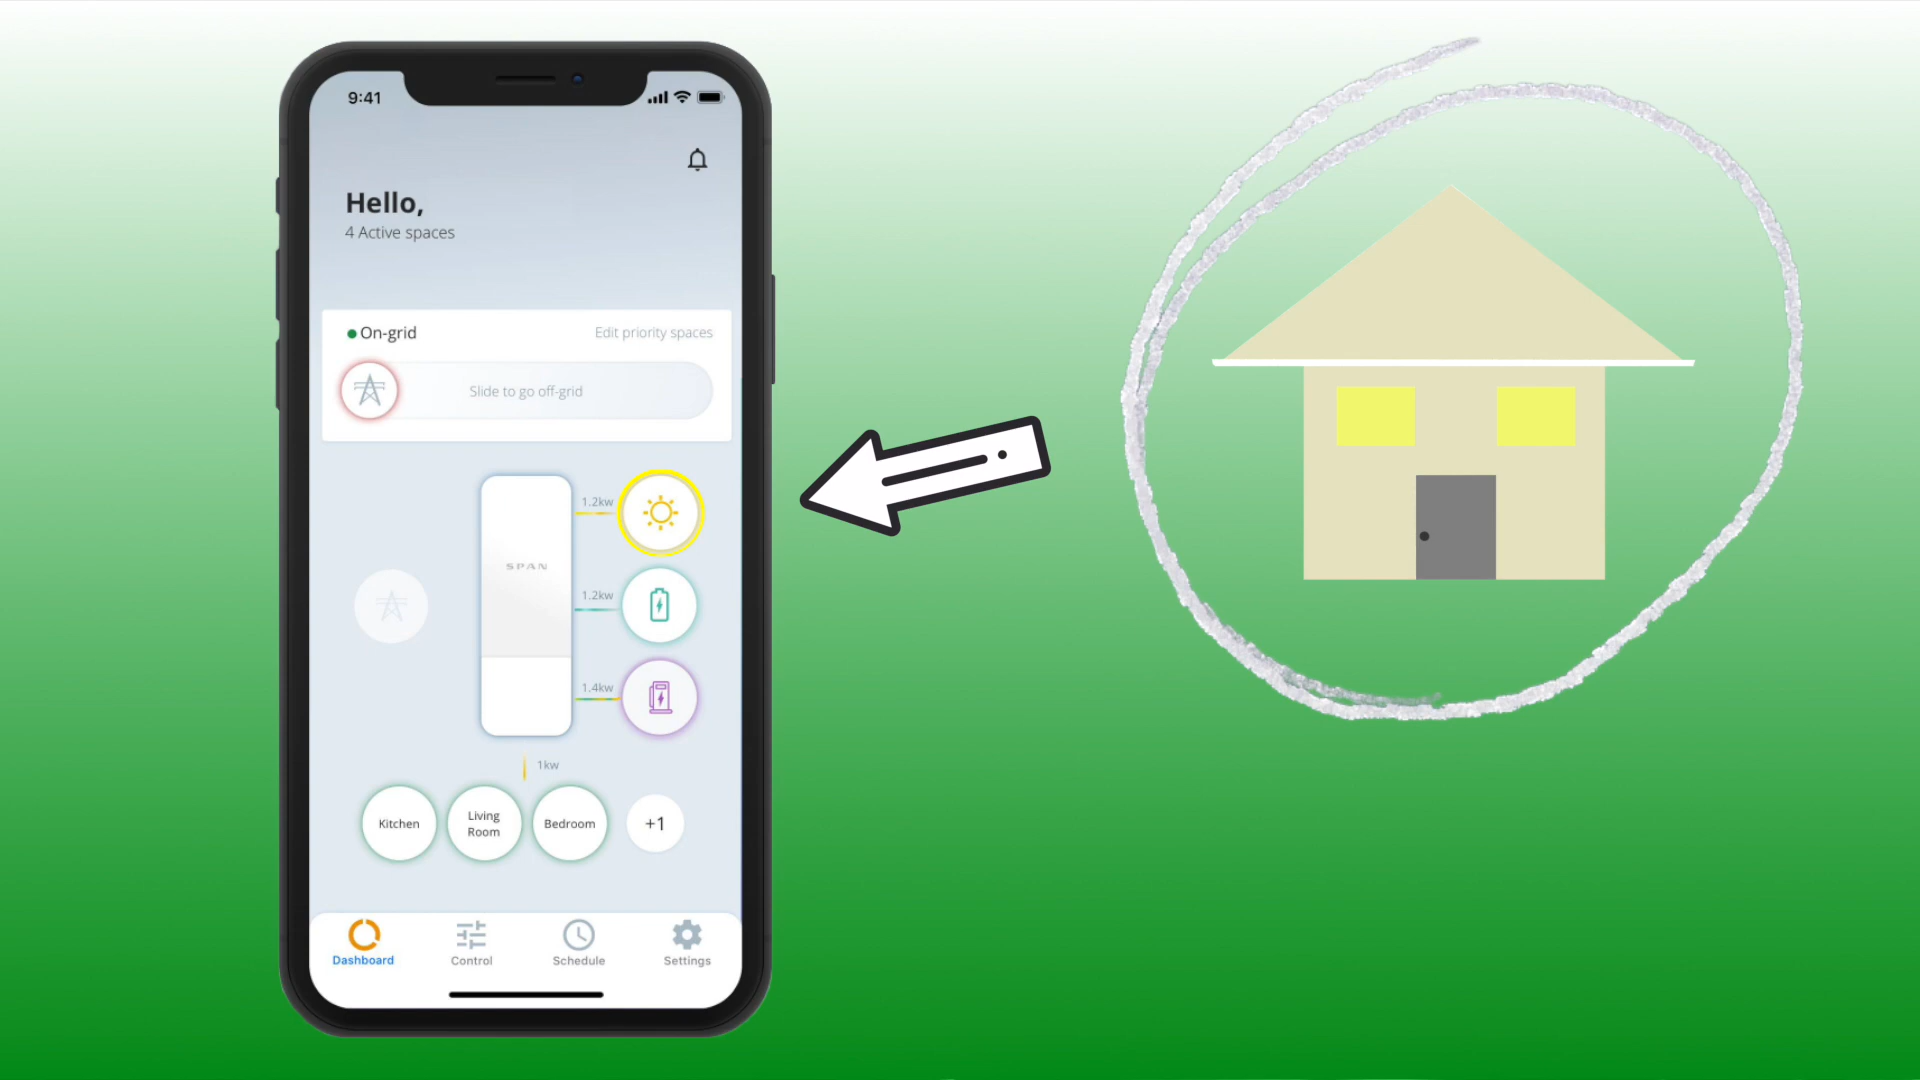 9:41
Hello,
4 Active spaces
On-grid
Edit priority spaces
Slide to go off-grid
1.2kw
SPAN
1.2kw
1.4kw
1kw
Kitchen
Living
Room
Bedroom
+1
Dashboard
Control
Schedule
Settings